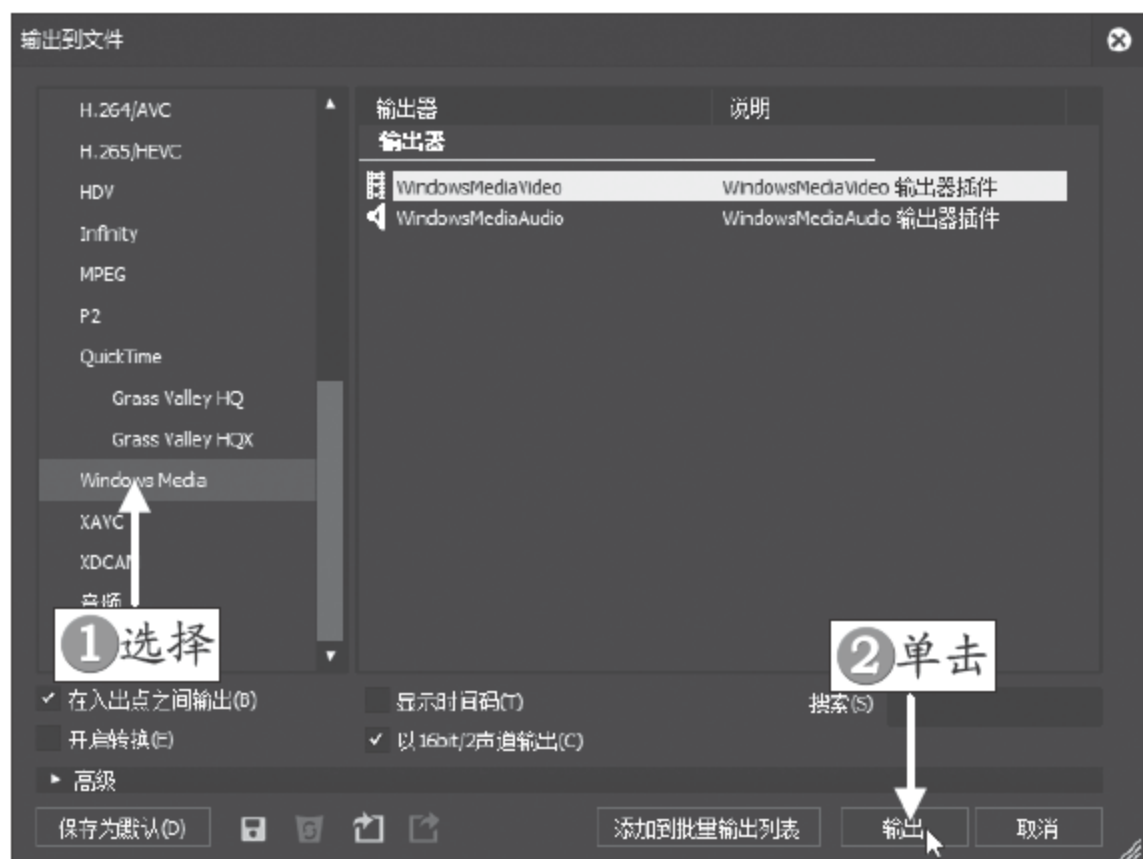 输出到文件
H.264/AVC
H.265/HEVC
HDV
Infinity
MPEG
P2
QuickTime
Grass Valley HQ
Grass Valley HQX
Windows Media
XAVC
XDCAM
音频
输出器 说明
输出器
WindowsMediaVideo WindowsMediaVideo 输出器插件
WindowsMediaAudio WindowsMediaAudio 输出器插件
1 选择
2 单击
在入出点之间输出(B) 显示时间码(T) 搜索(S)
开启转换(E) 以16bit/2声道输出(C)
高级
保存为默认(D) 添加到批量输出列表 输出 取消